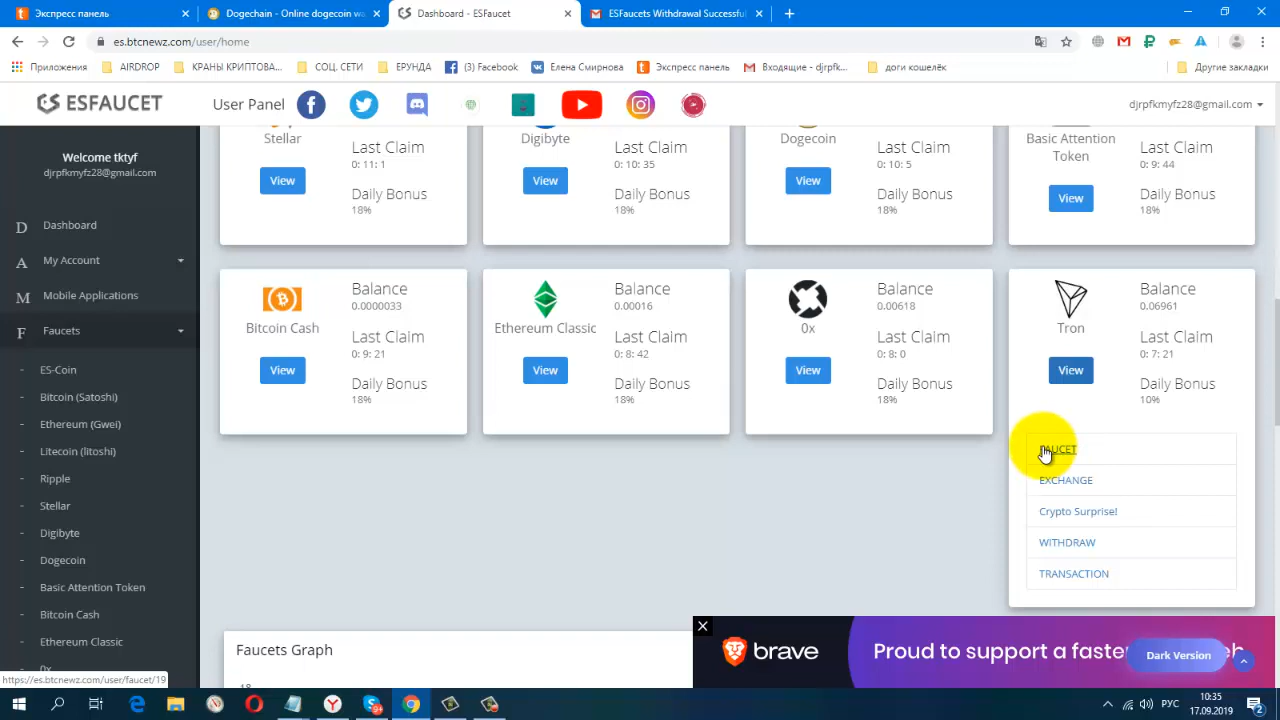 Экспресс панель
Dogechain - Online dogecoin wa
Dashboard - ESFaucet
ESFaucets Withdrawal Successful
es.btcnewz.com/user/home
Приложения
AIRDROP
КРАНЫ КРИПТОВА...
СОЦ. СЕТИ
ЕРУНДА
(3) Facebook
Елена Смирнова
Экспресс панель
Входящие - djrpfk...
доги кошелёк
Другие закладки
ESFAUCET
User Panel
djrpfkmyfz28@gmail.com
Welcome tktyf
djrpfkmyfz28@gmail.com
D Dashboard
A My Account
M Mobile Applications
F Faucets
- ES-Coin
- Bitcoin (Satoshi)
- Ethereum (Gwei)
- Litecoin (litoshi)
- Ripple
- Stellar
- Digibyte
- Dogecoin
- Basic Attention Token
- Bitcoin Cash
- Ethereum Classic
- 0x
https://es.btcnewz.com/user/faucet/19
Stellar
View
Last Claim
0: 11: 1
Daily Bonus
18%
Digibyte
View
Last Claim
0: 10: 35
Daily Bonus
18%
Dogecoin
View
Last Claim
0: 10: 5
Daily Bonus
18%
Basic Attention
Token
View
Last Claim
0: 9: 44
Daily Bonus
18%
Bitcoin Cash
View
Balance
0.0000033
Last Claim
0: 9: 21
Daily Bonus
18%
Ethereum Classic
View
Balance
0.00016
Last Claim
0: 8: 42
Daily Bonus
18%
0x
View
Balance
0.00618
Last Claim
0: 8: 0
Daily Bonus
18%
Tron
View
Balance
0.06961
Last Claim
0: 7: 21
Daily Bonus
10%
FAUCET
EXCHANGE
Crypto Surprise!
WITHDRAW
TRANSACTION
Faucets Graph
18
brave
Proud to support a faster
Dark Version
РУС
10:35
17.09.2019
2